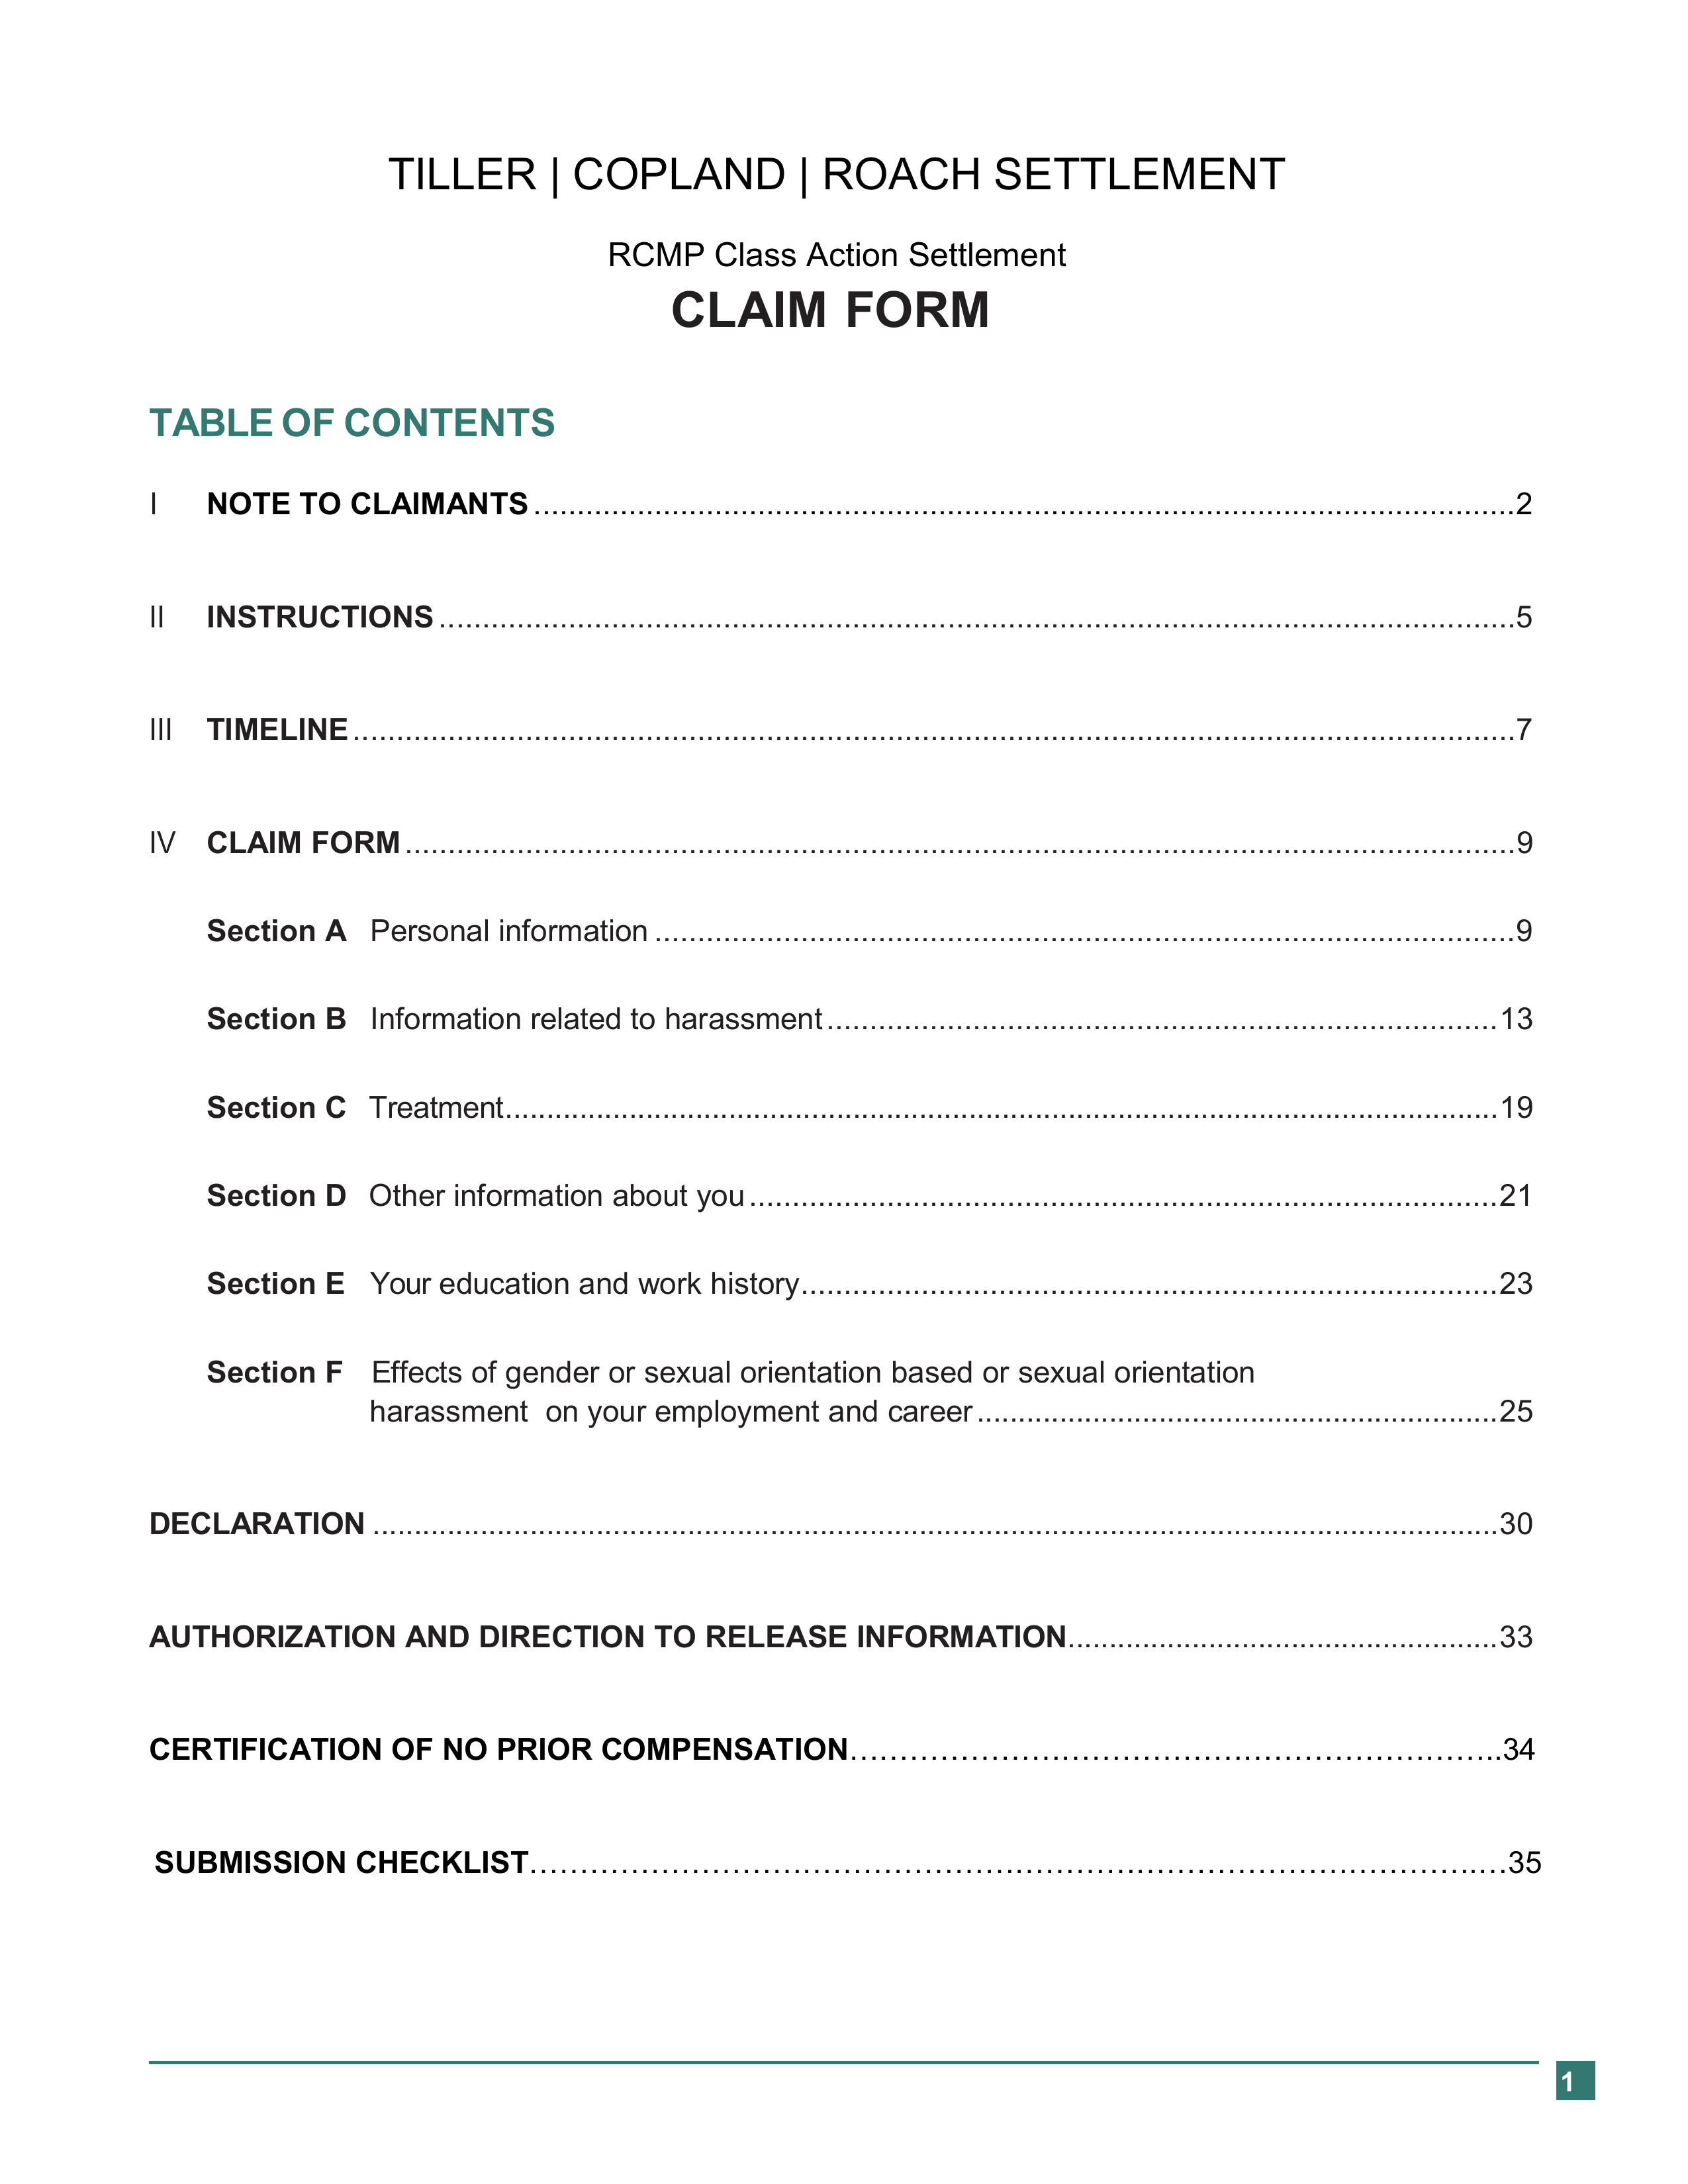 TILLER | COPLAND | ROACH SETTLEMENT
RCMP Class Action Settlement
CLAIM FORM
TABLE OF CONTENTS
I NOTE TO CLAIMANTS ........................................................................................................2
II INSTRUCTIONS ........................................................................................................5
III TIMELINE ........................................................................................................7
IV CLAIM FORM ........................................................................................................9
Section A Personal information ........................................................................................9
Section B Information related to harassment ........................................................................13
Section C Treatment........................................................................................................19
Section D Other information about you ........................................................................21
Section E Your education and work history........................................................................23
Section F Effects of gender or sexual orientation based or sexual orientation
harassment on your employment and career ............................................................25
DECLARATION ........................................................................................................30
AUTHORIZATION AND DIRECTION TO RELEASE INFORMATION....................................................33
CERTIFICATION OF NO PRIOR COMPENSATION……………………………………………………………..34
SUBMISSION CHECKLIST……………………………………………………………………………………..…35
1